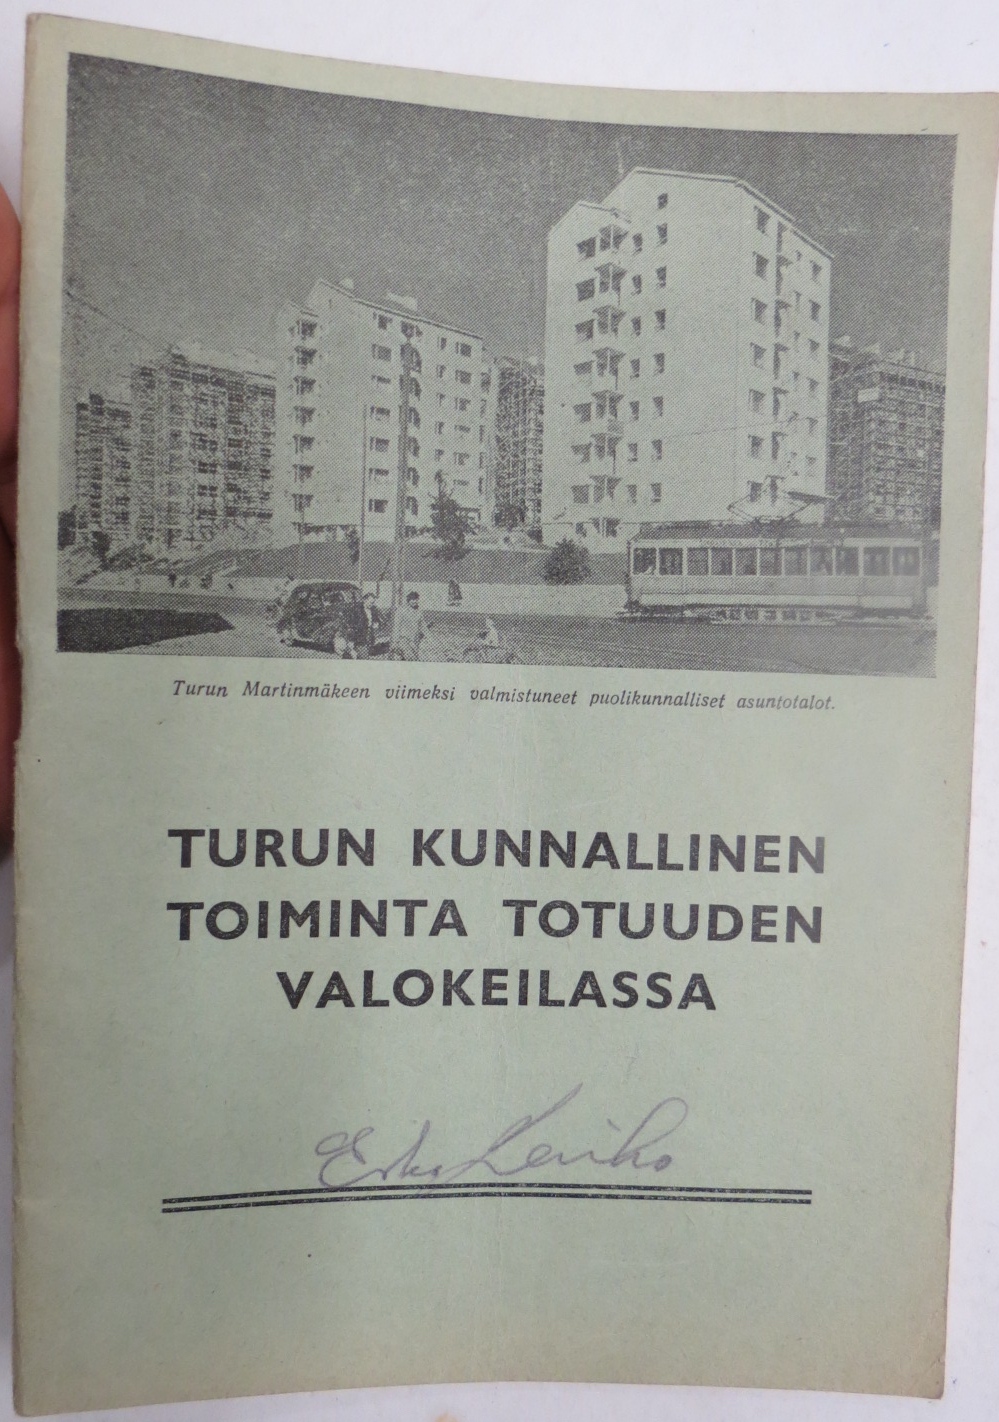 Turun Martinmäkeen viimeksi valmistuneet puolikunnalliset asuntotalot.
TURUN KUNNALLINEN
TOIMINTA TOTUUDEN
VALOKEILASSA